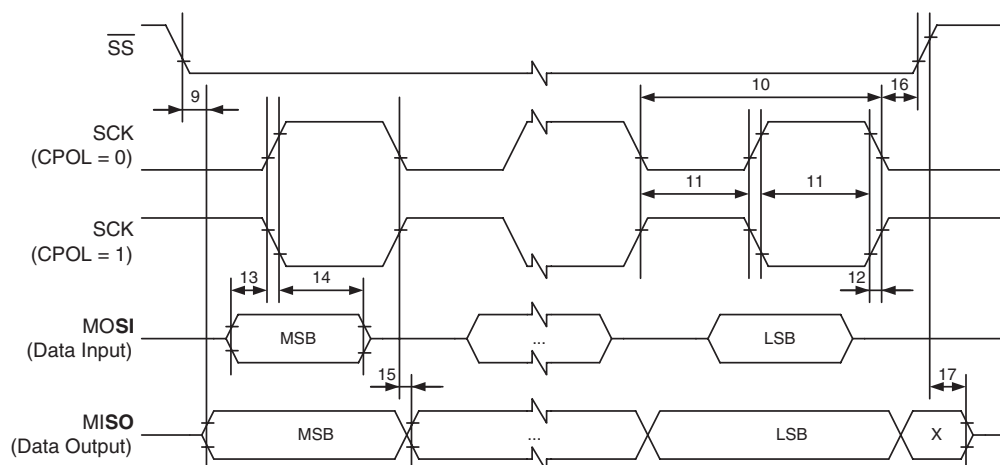 SS
9
10
16
SCK
(CPOL = 0)
11
11
SCK
(CPOL = 1)
13
14
12
MOSI
(Data Input)
MSB
...
LSB
15
17
MISO
(Data Output)
MSB
...
LSB
X